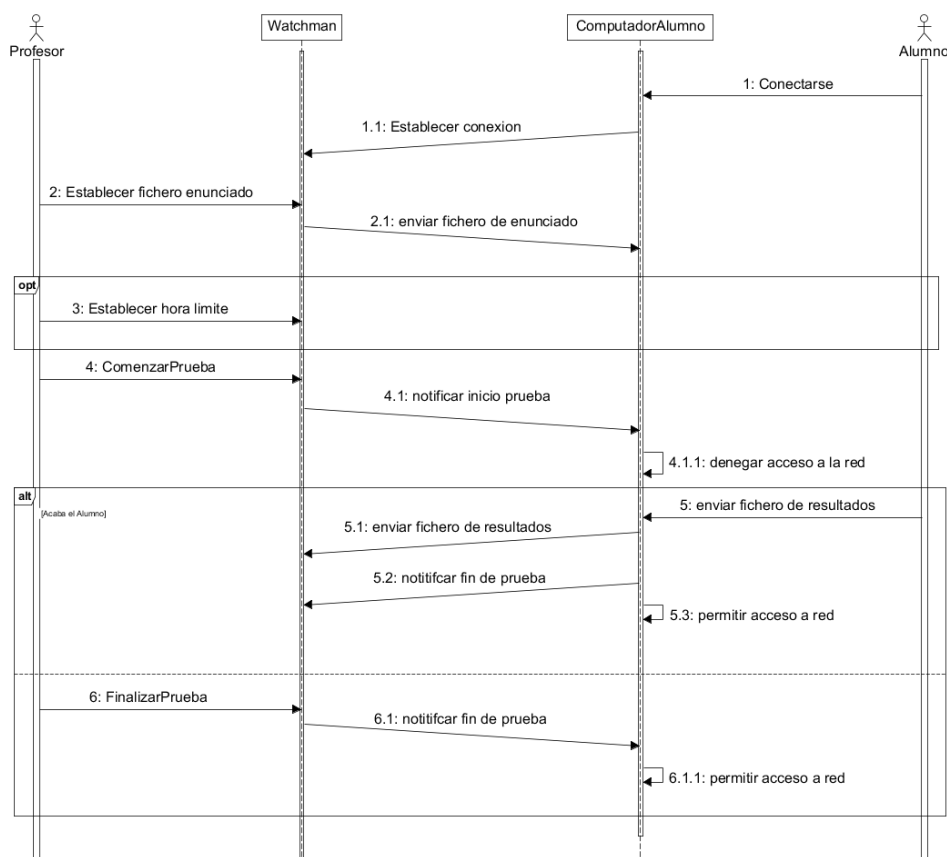 Watchman
ComputadorAlumno
Profesor
Alumno
1: Conectarse
1.1: Establecer conexion
2: Establecer fichero enunciado
2.1: enviar fichero de enunciado
opt
3: Establecer hora limite
4: ComenzarPrueba
4.1: notificar inicio prueba
4.1.1: denegar acceso a la red
alt
[Acaba el Alumno]
5: enviar fichero de resultados
5.1: enviar fichero de resultados
5.2: notitifcar fin de prueba
5.3: permitir acceso a red
6: FinalizarPrueba
6.1: notitifcar fin de prueba
6.1.1: permitir acceso a red